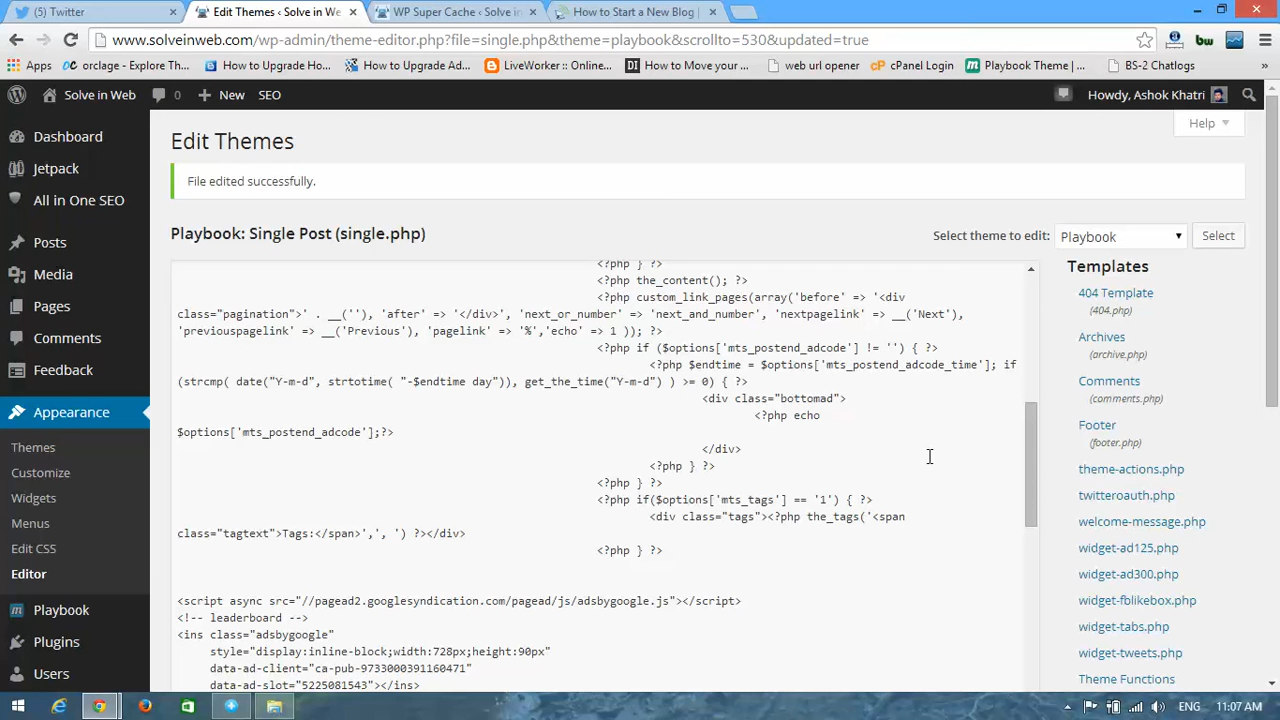 (5) Twitter
Edit Themes ‹ Solve in We
WP Super Cache ‹ Solve in
How to Start a New Blog |
www.solveinweb.com/wp-admin/theme-editor.php?file=single.php&theme=playbook&scrollto=530&updated=true
Apps
orclage - Explore Th...
How to Upgrade Ho...
How to Upgrade Ad...
LiveWorker :: Online...
How to Move your ...
web url opener
cPanel Login
Playbook Theme | ...
BS-2 Chatlogs
Solve in Web
0
New
SEO
Howdy, Ashok Khatri
Dashboard
Jetpack
All in One SEO
Posts
Media
Pages
Comments
Feedback
Appearance
Themes
Customize
Widgets
Menus
Edit CSS
Editor
Playbook
Plugins
Users
Help
Edit Themes
File edited successfully.
Playbook: Single Post (single.php)
Select theme to edit:
Playbook
Select
<?php } ?>
<?php the_content(); ?>
<?php custom_link_pages(array('before' => '<div
class="pagination">' . __(''), 'after' => '</div>', 'next_or_number' => 'next_and_number', 'nextpagelink' => __('Next'),
'previouspagelink' => __('Previous'), 'pagelink' => '%','echo' => 1 )); ?>
<?php if ($options['mts_postend_adcode'] != '') { ?>
<?php $endtime = $options['mts_postend_adcode_time']; if
(strcmp( date("Y-m-d", strtotime( "-$endtime day")), get_the_time("Y-m-d") ) >= 0) { ?>
<div class="bottomad">
<?php echo
$options['mts_postend_adcode'];?>
</div>
<?php } ?>
<?php } ?>
<?php if($options['mts_tags'] == '1') { ?>
<div class="tags"><?php the_tags('<span
class="tagtext">Tags:</span>',', ') ?></div>
<?php } ?>
<script async src="//pagead2.googlesyndication.com/pagead/js/adsbygoogle.js"></script>
<!-- leaderboard -->
<ins class="adsbygoogle"
style="display:inline-block;width:728px;height:90px"
data-ad-client="ca-pub-9733000391160471"
data-ad-slot="5225081543"></ins>
Templates
404 Template
(404.php)
Archives
(archive.php)
Comments
(comments.php)
Footer
(footer.php)
theme-actions.php
twitteroauth.php
welcome-message.php
widget-ad125.php
widget-ad300.php
widget-fblikebox.php
widget-tabs.php
widget-tweets.php
Theme Functions
ENG
11:07 AM